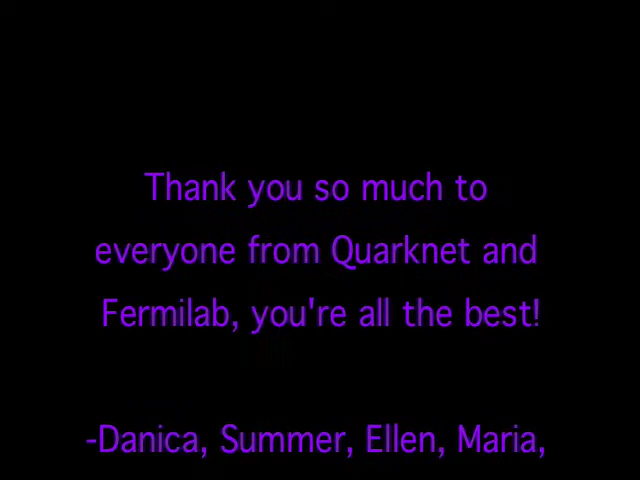 Thank you so much to
everyone from Quarknet and
Fermilab, you're all the best!
-Danica, Summer, Ellen, Maria,